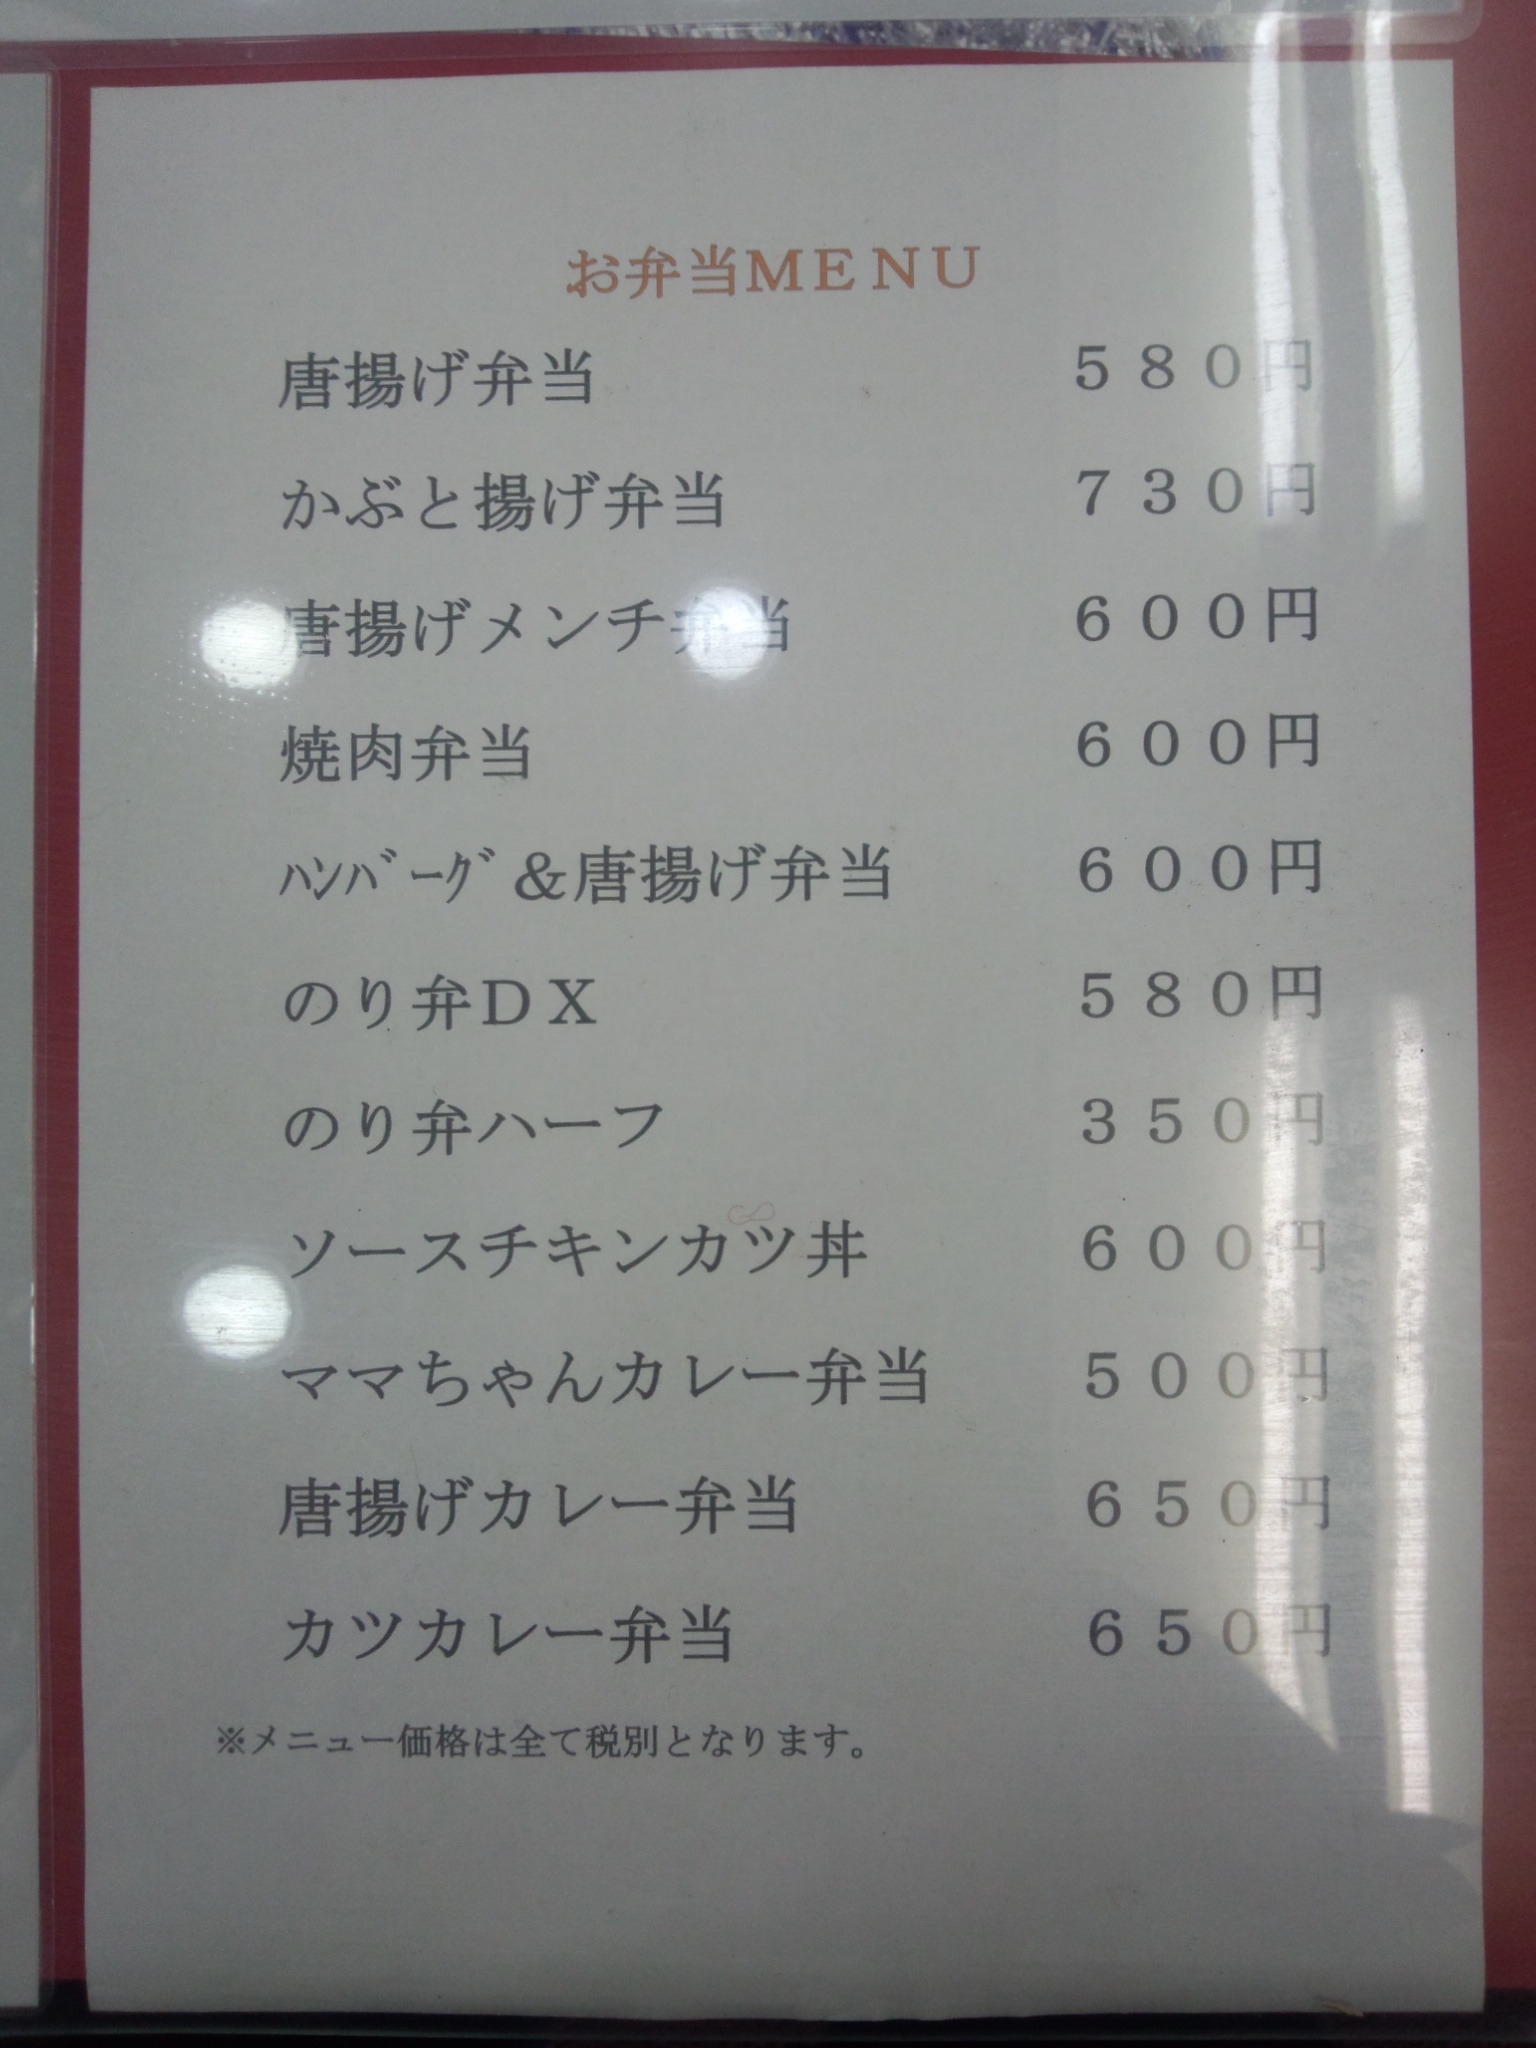 お弁当ＭＥＮＵ
唐揚げ弁当 ５８０円
かぶと揚げ弁当 ７３０円
唐揚げメンチ弁当 ６００円
焼肉弁当 ６００円
ﾊﾝﾊﾞｰｸﾞ＆唐揚げ弁当 ６００円
のり弁ＤＸ ５８０円
のり弁ハーフ ３５０円
ソースチキンカツ丼 ６００円
ママちゃんカレー弁当 ５００円
唐揚げカレー弁当 ６５０円
カツカレー弁当 ６５０円
※メニュー価格は全て税別となります。